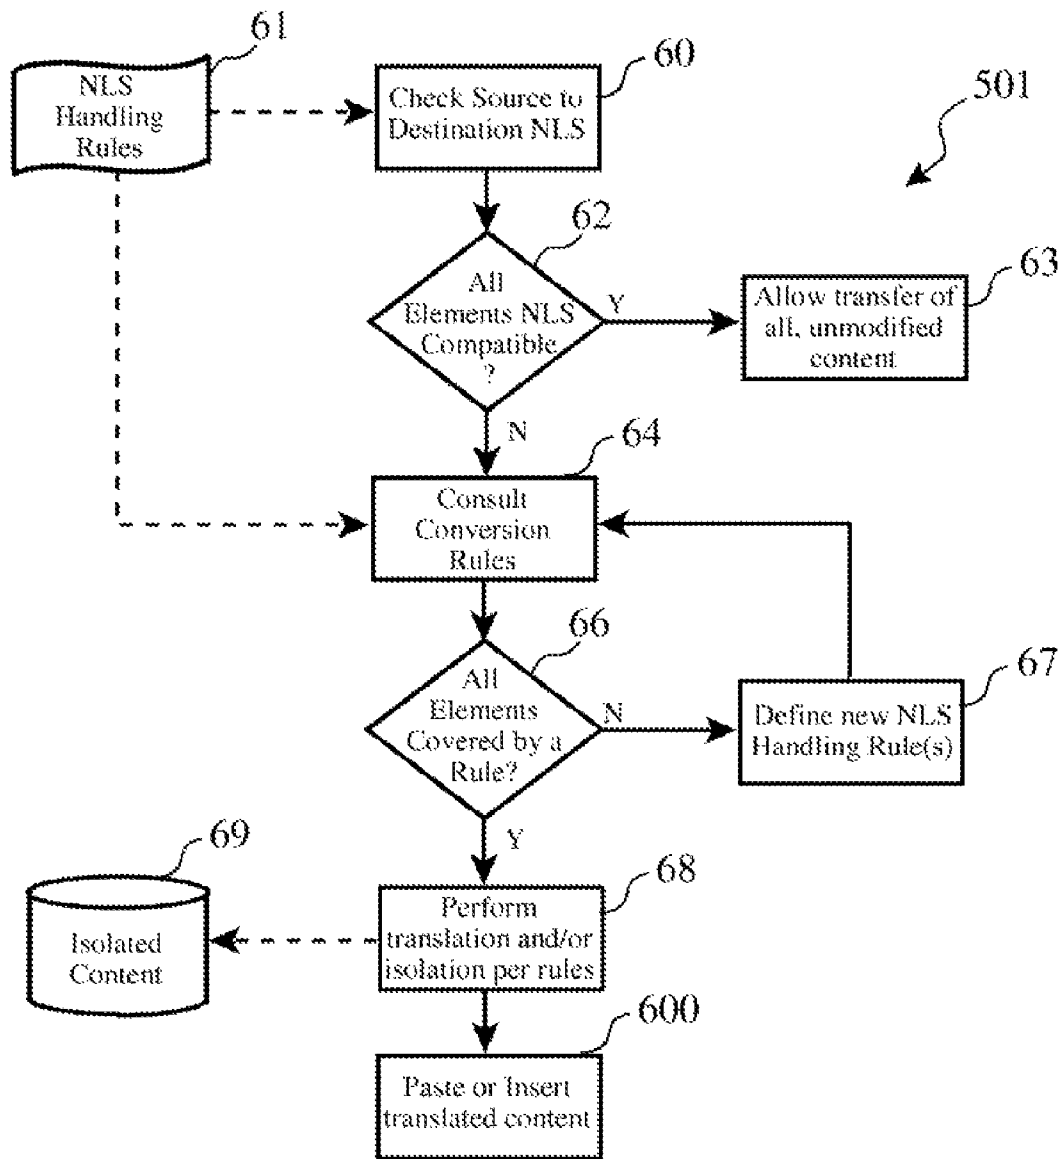 61
NLS
Handling
Rules
60
Check Source to
Destination NLS
501
62
All
Elements NLS
Compatible
?
Y
63
Allow transfer of
all, unmodified
content
N
64
Consult
Conversion
Rules
66
All
Elements
Covered by a
Rule?
N
67
Define new NLS
Handling Rule(s)
Y
69
Isolated
Content
68
Perform
translation and/or
isolation per rules
600
Paste or Insert
translated content